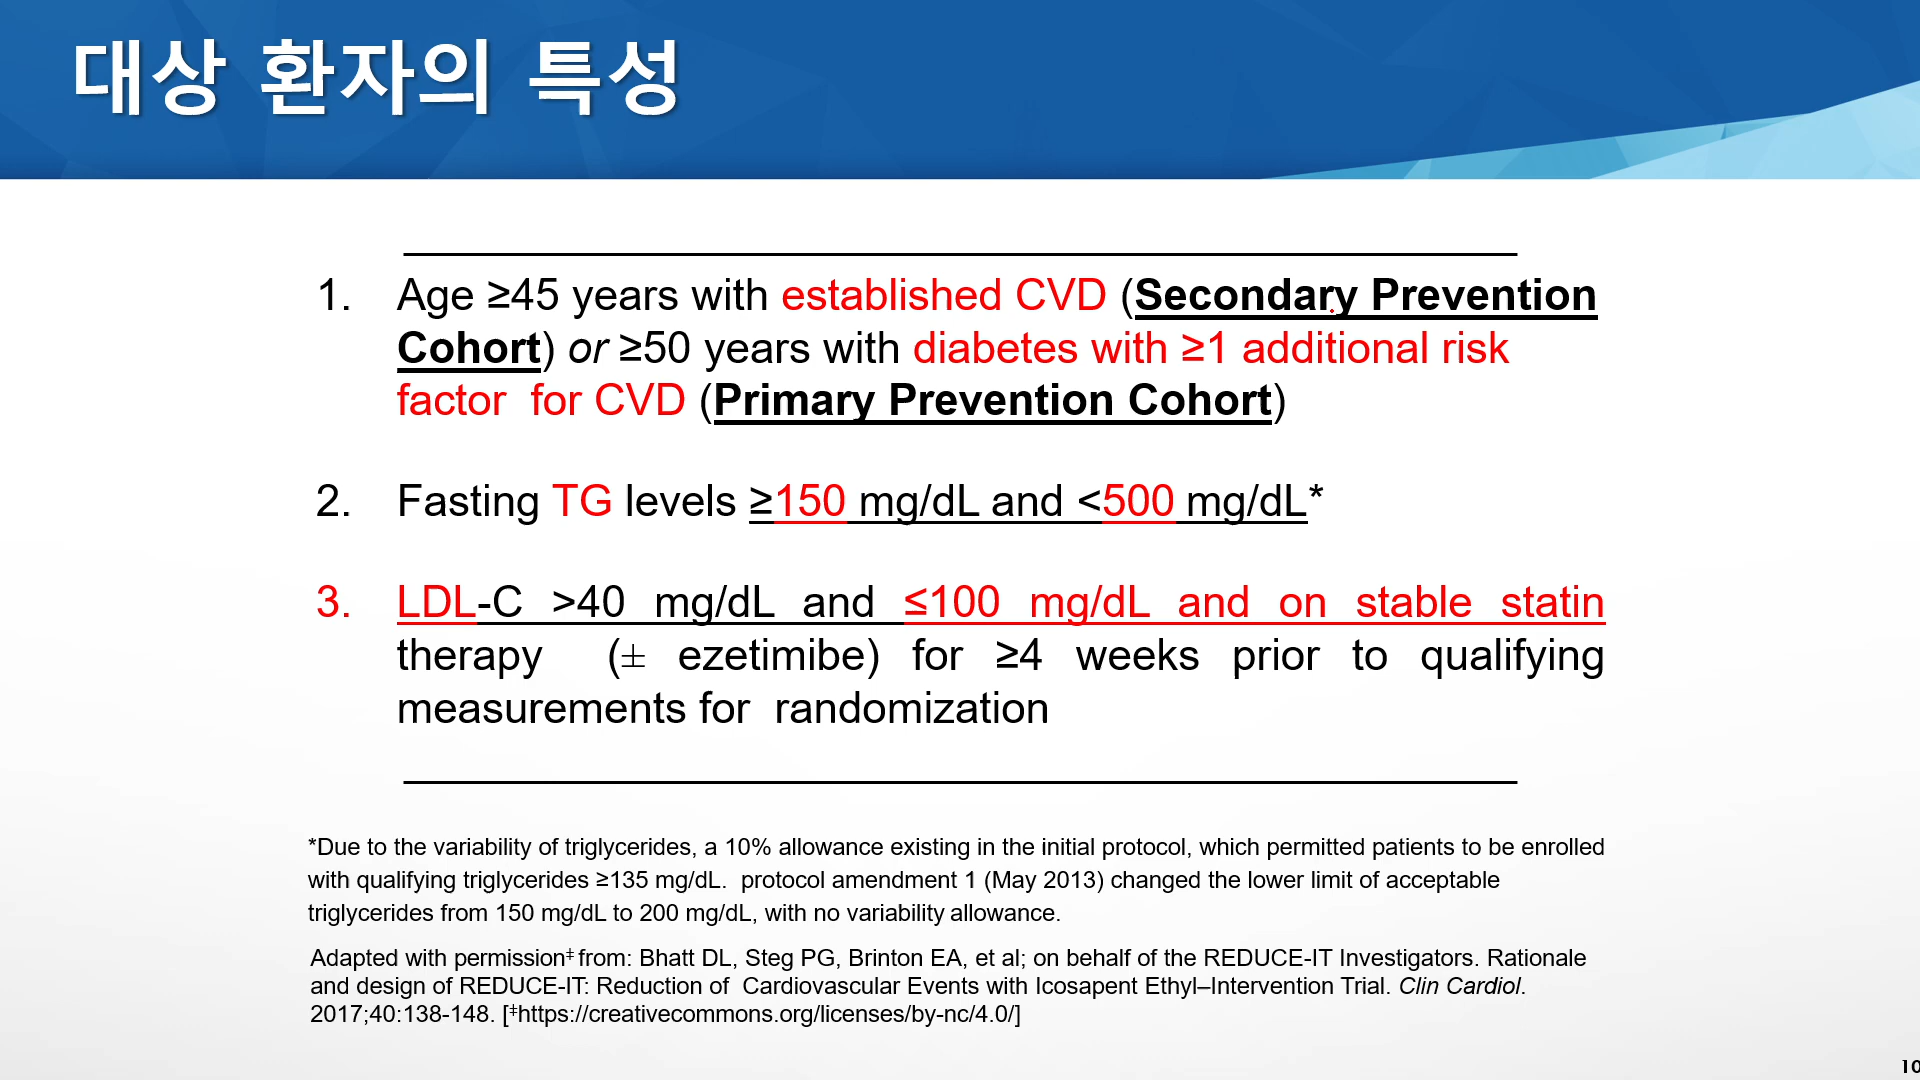 대상 환자의 특성
1. Age ≥45 years with established CVD (Secondary Prevention
Cohort) or ≥50 years with diabetes with ≥1 additional risk
factor for CVD (Primary Prevention Cohort)
2. Fasting TG levels ≥150 mg/dL and <500 mg/dL*
3. LDL-C >40 mg/dL and ≤100 mg/dL and on stable statin
therapy (± ezetimibe) for ≥4 weeks prior to qualifying
measurements for randomization
*Due to the variability of triglycerides, a 10% allowance existing in the initial protocol, which permitted patients to be enrolled
with qualifying triglycerides ≥135 mg/dL. protocol amendment 1 (May 2013) changed the lower limit of acceptable
triglycerides from 150 mg/dL to 200 mg/dL, with no variability allowance.
Adapted with permission‡ from: Bhatt DL, Steg PG, Brinton EA, et al; on behalf of the REDUCE-IT Investigators. Rationale
and design of REDUCE-IT: Reduction of Cardiovascular Events with Icosapent Ethyl–Intervention Trial. Clin Cardiol.
2017;40:138-148. [‡https://creativecommons.org/licenses/by-nc/4.0/]
10